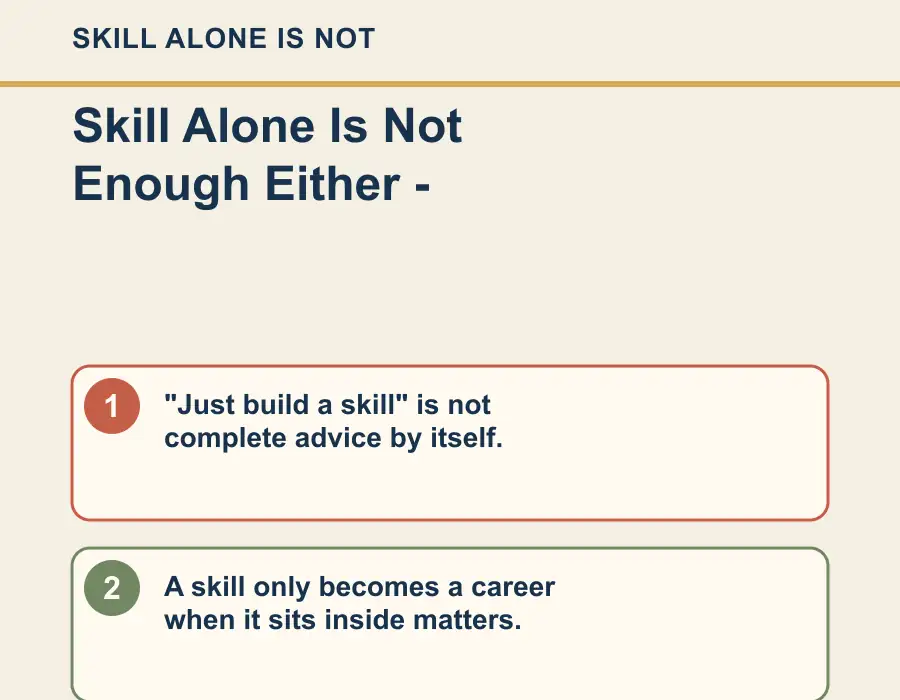 SKILL ALONE IS NOT
Skill Alone Is Not
Enough Either -
1
"Just build a skill" is not
complete advice by itself.
2
A skill only becomes a career
when it sits inside matters.